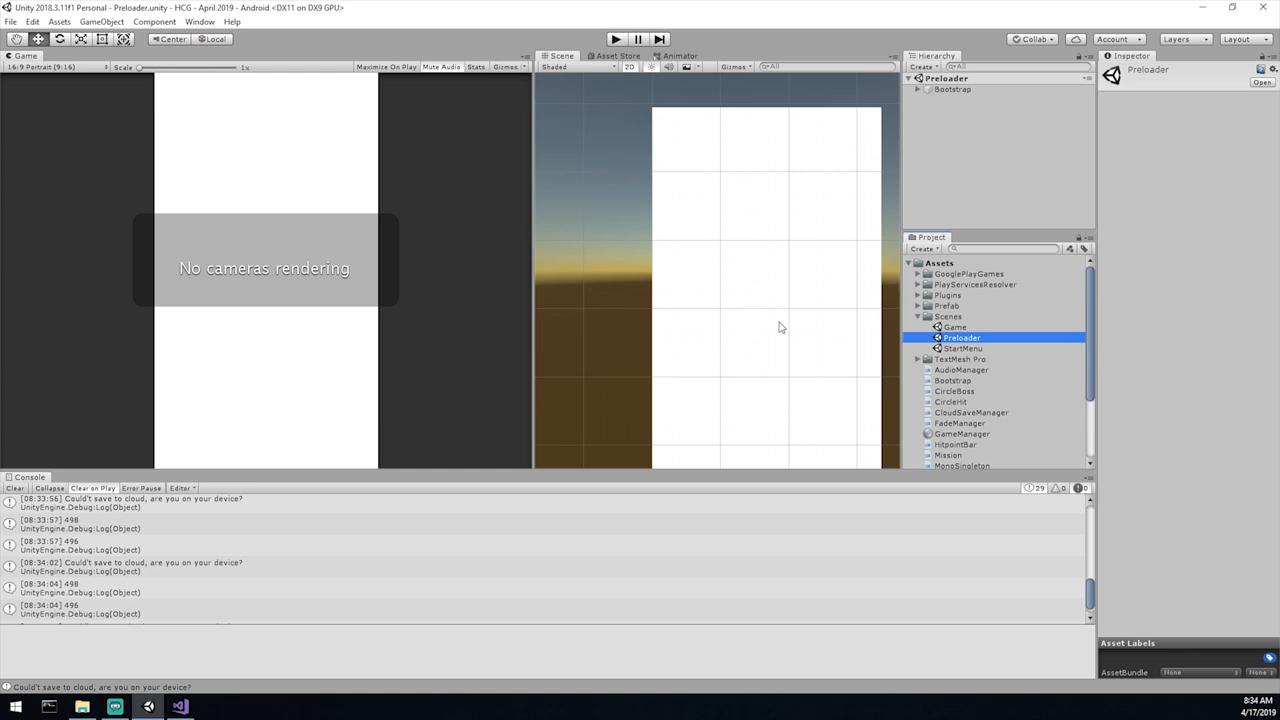 Unity 2018.3.11f1 Personal - Preloader.unity - HCG - April 2019 - Android <DX11 on DX9 GPU>
File Edit Assets GameObject Component Window Help
Center Local Collab Account Layers Layout
Game Scene Asset Store Animator Hierarchy Inspector
16:9 Portrait (9:16) Scale 1x Maximize On Play Mute Audio Stats Gizmos Shaded 2D Gizmos All Create All
Preloader
Open
Preloader
Bootstrap
No cameras rendering
Project
Create
Assets
GooglePlayGames
PlayServicesResolver
Plugins
Prefab
Scenes
Game
Preloader
StartMenu
TextMesh Pro
AudioManager
Bootstrap
CircleBoss
CircleHit
CloudSaveManager
FadeManager
GameManager
HitpointBar
Mission
MonoSingleton
Console
Clear Collapse Clear on Play Error Pause Editor 29 0 0
[08:33:56] Could't save to cloud, are you on your device?
UnityEngine.Debug:Log(Object)
[08:33:57] 498
UnityEngine.Debug:Log(Object)
[08:33:57] 496
UnityEngine.Debug:Log(Object)
[08:34:02] Could't save to cloud, are you on your device?
UnityEngine.Debug:Log(Object)
[08:34:04] 498
UnityEngine.Debug:Log(Object)
[08:34:04] 496
UnityEngine.Debug:Log(Object)
Asset Labels
AssetBundle None None
Could't save to cloud, are you on your device?
8:34 AM
4/17/2019